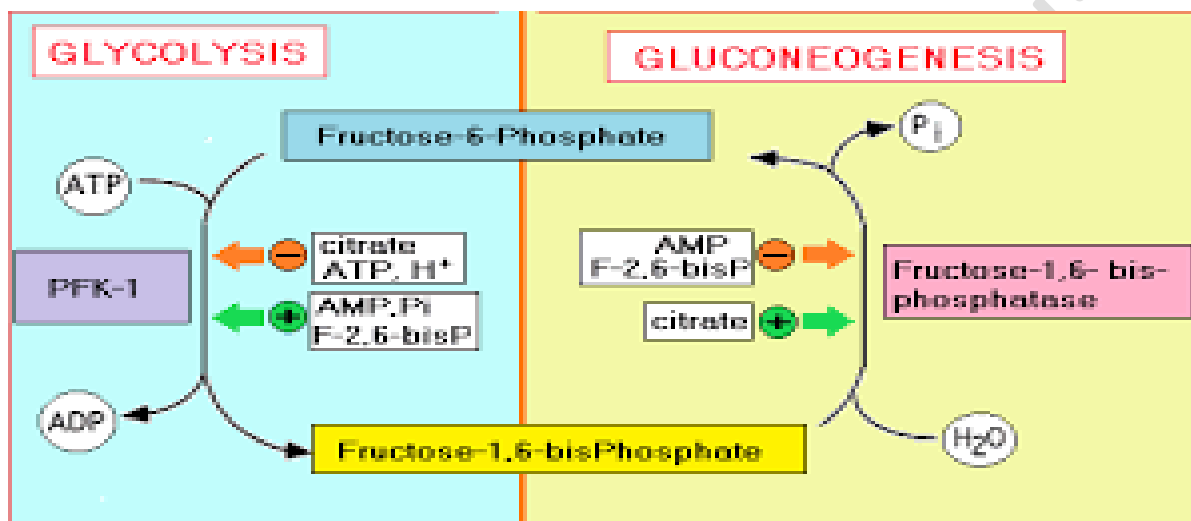 GLYCOLYSIS
GLUCONEOGENESIS
Fructose-6-Phosphate
Pi
ATP
citrate
ATP, H+
AMP
F-2,6-bisP
PFK-1
Fructose-1,6- bis-
phosphatase
AMP.Pi
F-2,6-bisP
citrate
ADP
Fructose-1,6-bisPhosphate
H2O